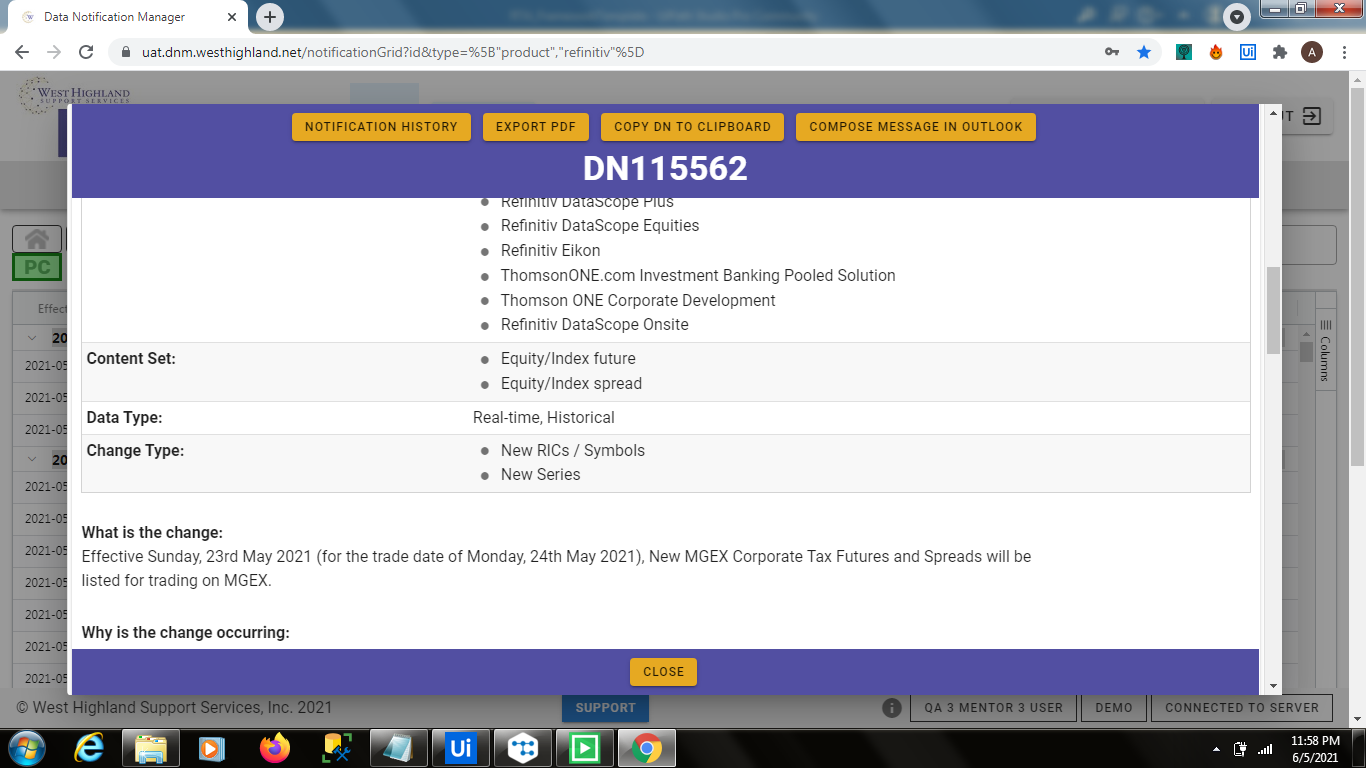 Data Notification Manager
uat.dnm.westhighland.net/notificationGrid?id&type=%5B"product","refinitiv"%5D
Ui
A
WEST HIGHLAND
SUPPORT SERVICES
NOTIFICATION HISTORY
EXPORT PDF
COPY DN TO CLIPBOARD
COMPOSE MESSAGE IN OUTLOOK
DN115562
Refinitiv DataScope Plus
Refinitiv DataScope Equities
Refinitiv Eikon
ThomsonONE.com Investment Banking Pooled Solution
Thomson ONE Corporate Development
Refinitiv DataScope Onsite
Content Set:
Equity/Index future
Equity/Index spread
Data Type: Real-time, Historical
Change Type:
New RICs / Symbols
New Series
What is the change:
Effective Sunday, 23rd May 2021 (for the trade date of Monday, 24th May 2021), New MGEX Corporate Tax Futures and Spreads will be
listed for trading on MGEX.
Why is the change occurring:
CLOSE
PC
Effect
20
2021-05
2021-05
2021-05
20
2021-05
2021-05
2021-05
2021-05
2021-05
2021-05
2021-05
Columns
© West Highland Support Services, Inc. 2021
SUPPORT
QA 3 MENTOR 3 USER
DEMO
CONNECTED TO SERVER
Ui
11:58 PM
6/5/2021